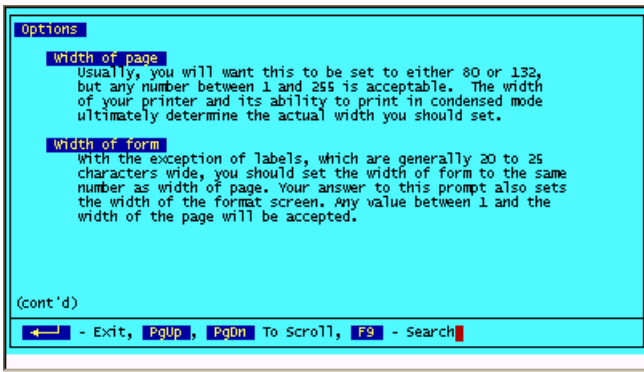 Options
Width of page
Usually, you will want this to be set to either 80 or 132,
but any number between 1 and 255 is acceptable.  The width
of your printer and its ability to print in condensed mode
ultimately determine the actual width you should set.
Width of form
With the exception of labels, which are generally 20 to 25
characters wide, you should set the width of form to the same
number as width of page. Your answer to this prompt also sets
the width of the format screen. Any value between 1 and the
width of the page will be accepted.
(cont'd)
- Exit, PgUp , PgDn To Scroll, F9 - Search